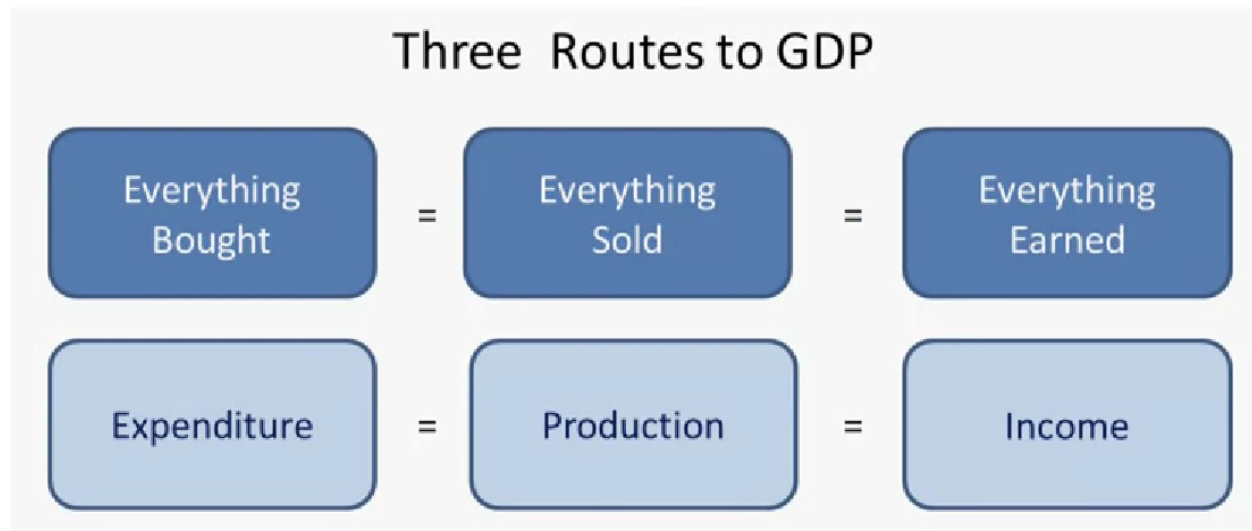 Three Routes to GDP
Everything
Bought
=
Everything
Sold
=
Everything
Earned
Expenditure = Production = Income